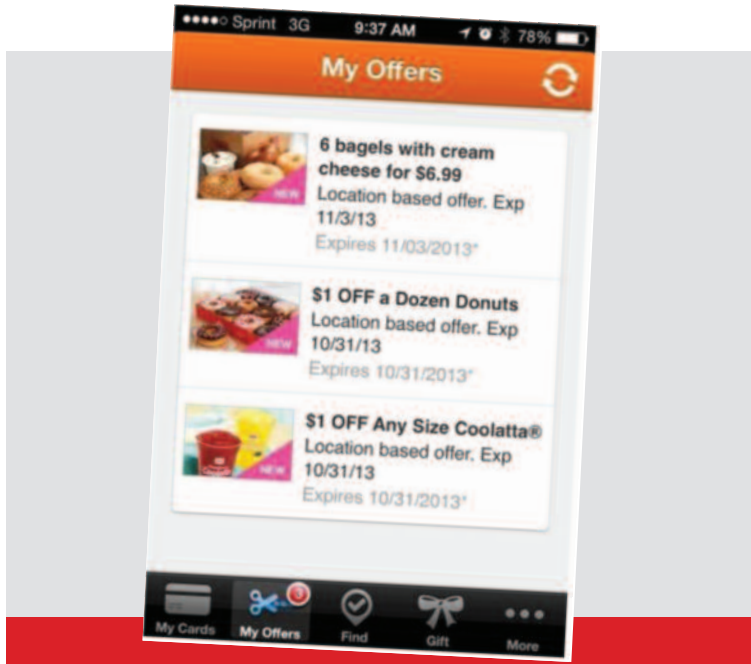 Sprint 3G 9:37 AM 78%
My Offers
6 bagels with cream
cheese for $6.99
Location based offer. Exp
11/3/13
Expires 11/03/2013*
NEW
$1 OFF a Dozen Donuts
Location based offer. Exp
10/31/13
Expires 10/31/2013*
NEW
$1 OFF Any Size Coolatta®
Location based offer. Exp
10/31/13
Expires 10/31/2013*
NEW
3
My Cards My Offers Find Gift More